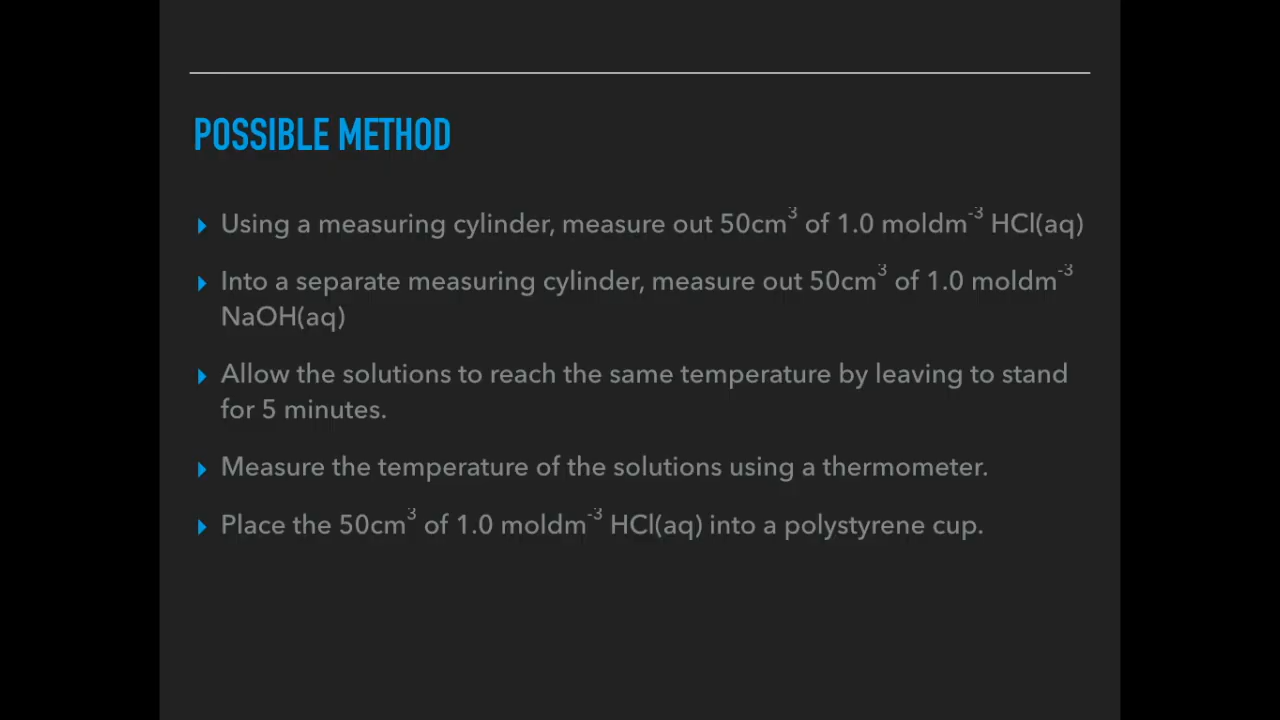 POSSIBLE METHOD
▸ Using a measuring cylinder, measure out 50cm³ of 1.0 moldm⁻³ HCl(aq)
▸ Into a separate measuring cylinder, measure out 50cm³ of 1.0 moldm⁻³
NaOH(aq)
▸ Allow the solutions to reach the same temperature by leaving to stand
for 5 minutes.
▸ Measure the temperature of the solutions using a thermometer.
▸ Place the 50cm³ of 1.0 moldm⁻³ HCl(aq) into a polystyrene cup.